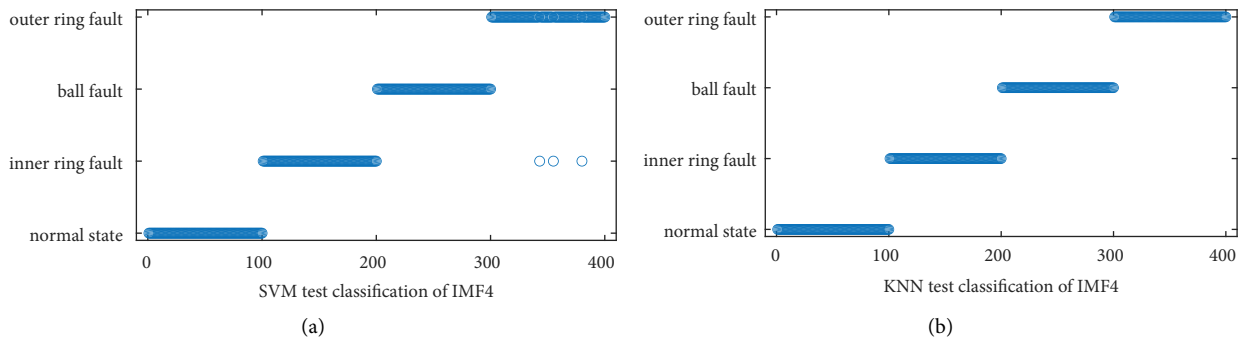 outer ring fault
ball fault
inner ring fault
normal state
0 100 200 300 400
SVM test classification of IMF4
(a)
outer ring fault
ball fault
inner ring fault
normal state
0 100 200 300 400
KNN test classification of IMF4
(b)